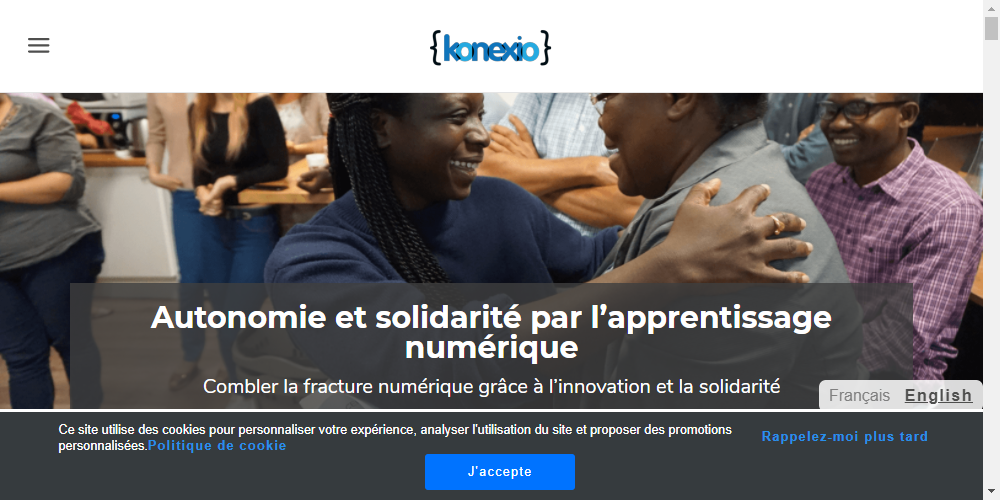 {konexio}
Autonomie et solidarité par l’apprentissage
numérique
Combler la fracture numérique grâce à l’innovation et la solidarité
Français English
Ce site utilise des cookies pour personnaliser votre expérience, analyser l'utilisation du site et proposer des promotions
personnalisées.Politique de cookie
Rappelez-moi plus tard
J'accepte